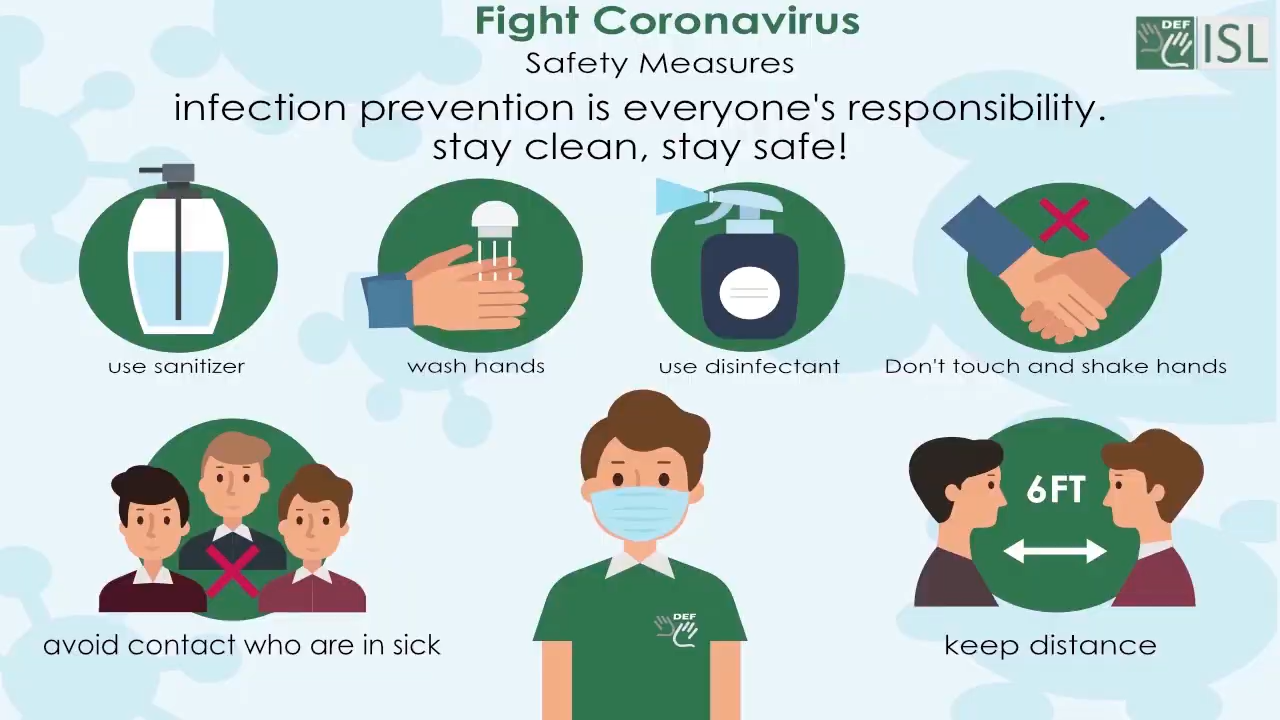 Fight Coronavirus
DEF
ISL
Safety Measures
infection prevention is everyone's responsibility.
stay clean, stay safe!
use sanitizer
wash hands
use disinfectant
Don't touch and shake hands
6FT
DEF
avoid contact who are in sick
keep distance